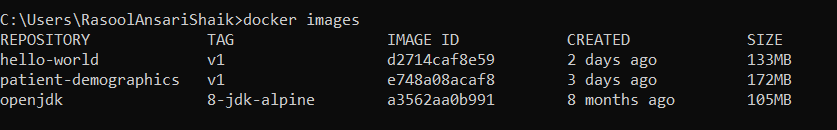 C:\Users\RasoolAnsariShaik>docker images
REPOSITORY TAG IMAGE ID CREATED SIZE
hello-world v1 d2714caf8e59 2 days ago 133MB
patient-demographics v1 e748a08acaf8 3 days ago 172MB
openjdk 8-jdk-alpine a3562aa0b991 8 months ago 105MB